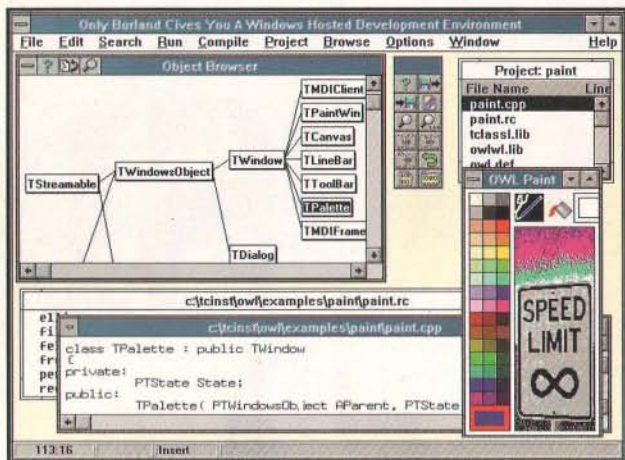 Only Borland Gives You A Windows Hosted Development Environment
File Edit Search Run Compile Project Browse Options Window Help
Object Browser
TMDIClient
TPaintWin
TCanvas
TWindow
TLineBar
TWindowsObject
TStreamable
TToolBar
TPalette
TMDIFrame
TDialog
Project: paint
File Name Line
paint.cpp
paint.rc
tclassl.lib
owlwl.lib
owl.def
OWL Paint
SPEED
LIMIT
∞
c:\tcinst\owl\examples\paint\paint.rc
c:\tcinst\owl\examples\paint\paint.cpp
class TPalette : public TWindow
{
private:
PTState State;
public:
TPalette( PTWindowsObject AParent, PTState
113:16 Insert